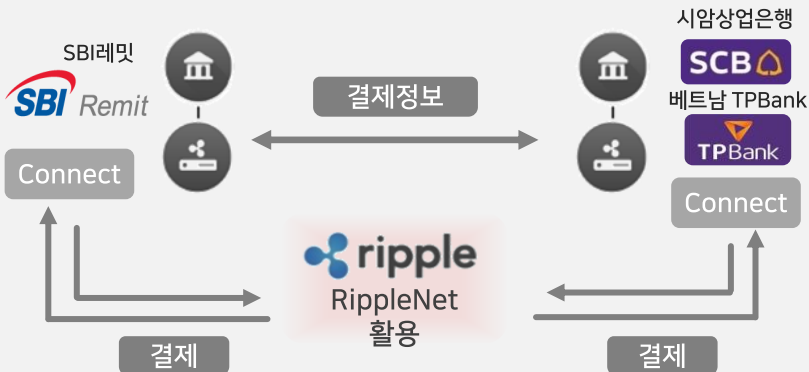 SBI레밋
SBI Remit
Connect
결제정보
시암상업은행
SCB
베트남 TPBank
TPBank
Connect
ripple
RippleNet
활용
결제
결제